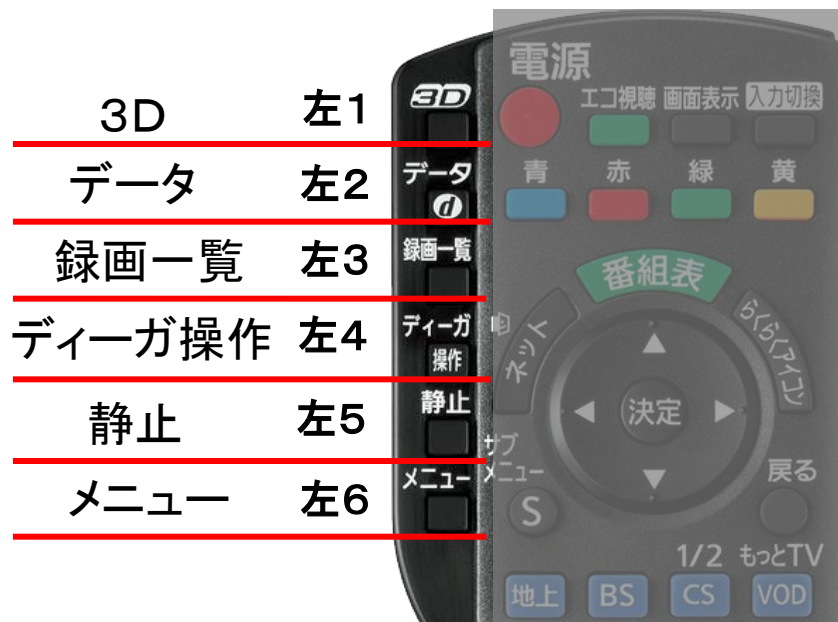 3D 左1 3D
データ 左2 データ
d
録画一覧 左3 録画一覧
ディーガ操作 左4 ディーガ
操作
静止 左5 静止
メニュー 左6 メニュー
電源
エコ視聴 画面表示 入力切換
青 赤 緑 黄
番組表
ネット
らくらくアイコン
決定
サブ
メニュー
S
戻る
1/2 もっとTV
地上 BS CS VOD